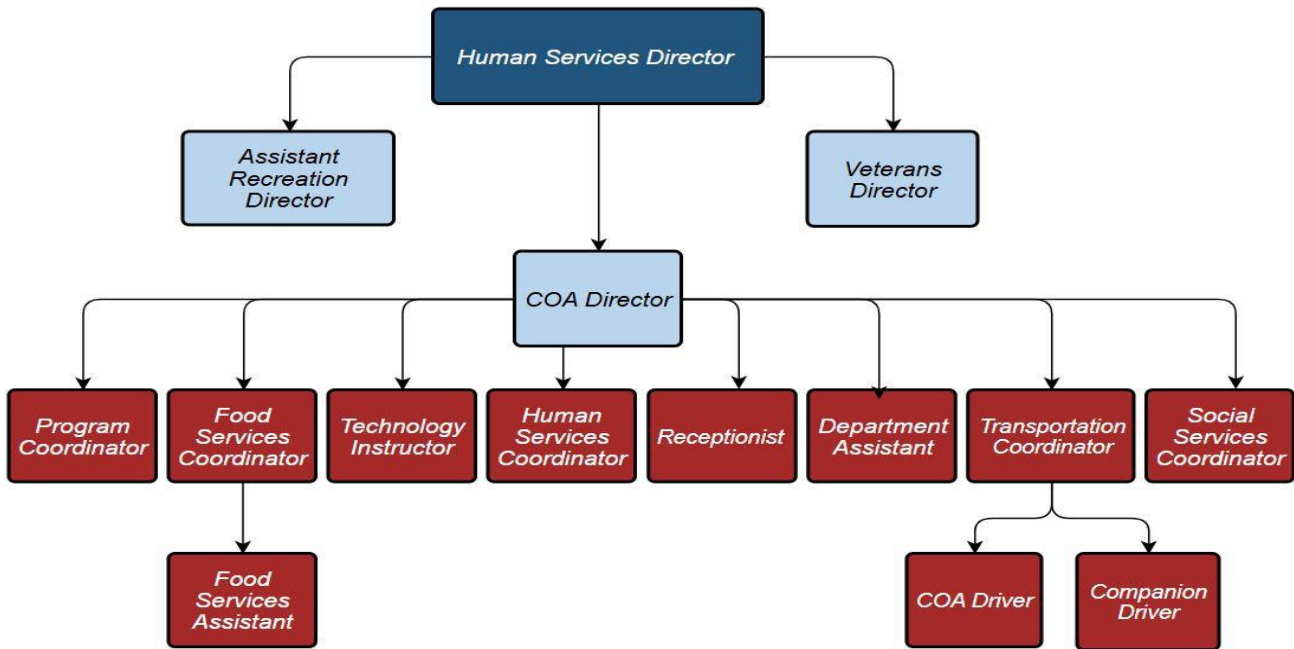 Human Services Director
Assistant
Recreation
Director
Veterans
Director
COA Director
Program
Coordinator
Food
Services
Coordinator
Technology
Instructor
Human
Services
Coordinator
Receptionist
Department
Assistant
Transportation
Coordinator
Social
Services
Coordinator
Food
Services
Assistant
COA Driver
Companion
Driver